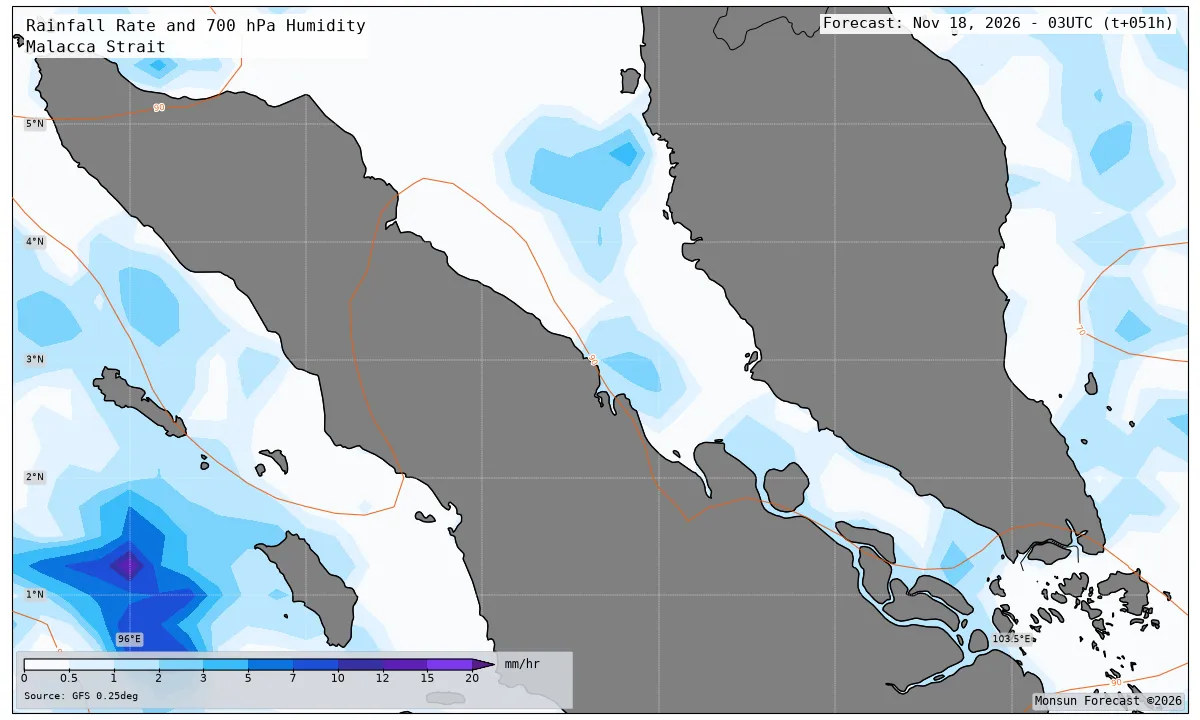 Rainfall Rate and 700 hPa Humidity
Malacca Strait
Forecast: Nov 18, 2026 - 03UTC (t+051h)
90
5°N
4°N
70
3°N
90
2°N
1°N
96°E
103.5°E
mm/hr
0 0.5 1 2 3 5 7 10 12 15 20
Source: GFS 0.25deg
90
Monsun Forecast ©2026